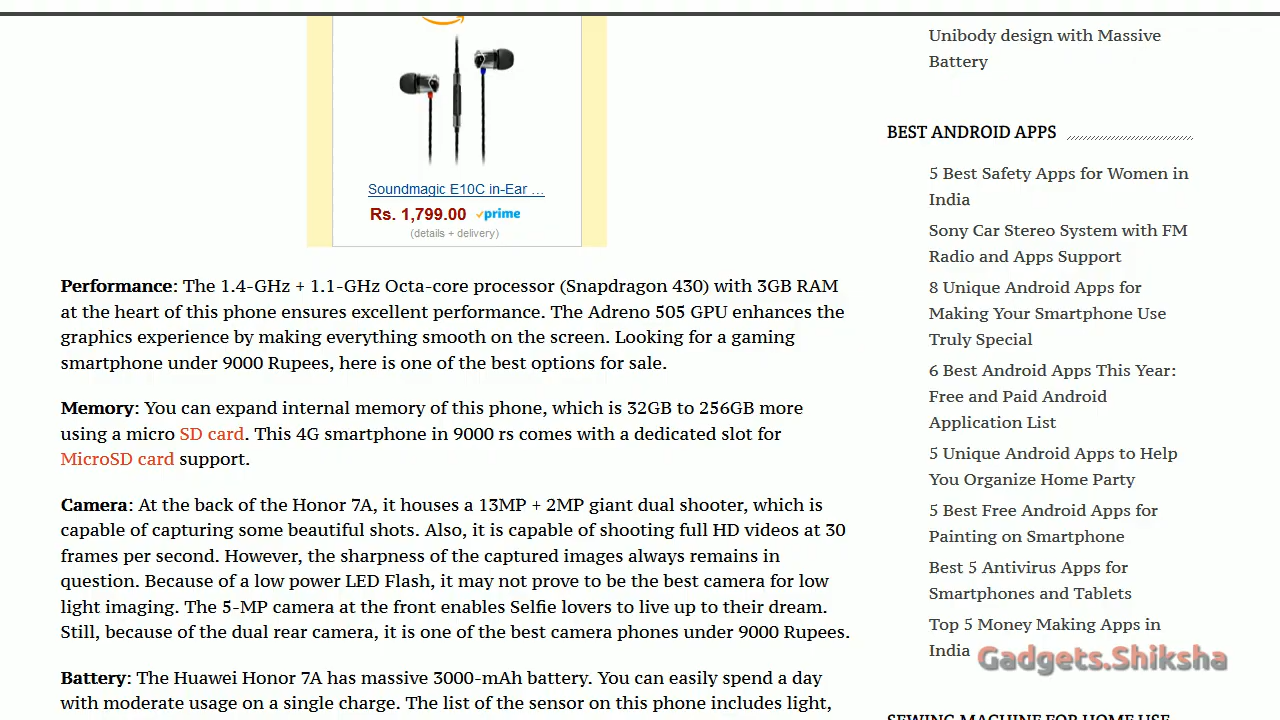 Soundmagic E10C in-Ear ...
Rs. 1,799.00 prime
(details + delivery)
Performance: The 1.4-GHz + 1.1-GHz Octa-core processor (Snapdragon 430) with 3GB RAM
at the heart of this phone ensures excellent performance. The Adreno 505 GPU enhances the
graphics experience by making everything smooth on the screen. Looking for a gaming
smartphone under 9000 Rupees, here is one of the best options for sale.
Memory: You can expand internal memory of this phone, which is 32GB to 256GB more
using a micro SD card. This 4G smartphone in 9000 rs comes with a dedicated slot for
MicroSD card support.
Camera: At the back of the Honor 7A, it houses a 13MP + 2MP giant dual shooter, which is
capable of capturing some beautiful shots. Also, it is capable of shooting full HD videos at 30
frames per second. However, the sharpness of the captured images always remains in
question. Because of a low power LED Flash, it may not prove to be the best camera for low
light imaging. The 5-MP camera at the front enables Selfie lovers to live up to their dream.
Still, because of the dual rear camera, it is one of the best camera phones under 9000 Rupees.
Battery: The Huawei Honor 7A has massive 3000-mAh battery. You can easily spend a day
with moderate usage on a single charge. The list of the sensor on this phone includes light,
Unibody design with Massive
Battery
BEST ANDROID APPS
5 Best Safety Apps for Women in
India
Sony Car Stereo System with FM
Radio and Apps Support
8 Unique Android Apps for
Making Your Smartphone Use
Truly Special
6 Best Android Apps This Year:
Free and Paid Android
Application List
5 Unique Android Apps to Help
You Organize Home Party
5 Best Free Android Apps for
Painting on Smartphone
Best 5 Antivirus Apps for
Smartphones and Tablets
Top 5 Money Making Apps in
India
Gadgets.Shiksha
SEWING MACHINE FOR HOME USE